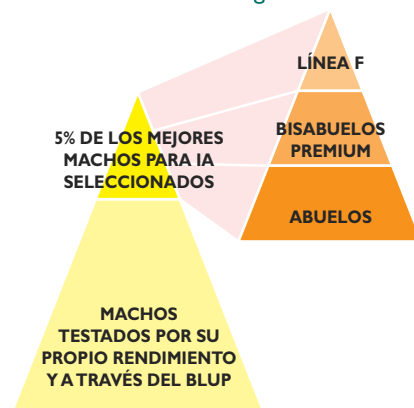 LÍNEA F
BISABUELOS
PREMIUM
ABUELOS
5% DE LOS MEJORES
MACHOS PARA IA
SELECCIONADOS
MACHOS
TESTADOS POR SU
PROPIO RENDIMIENTO
Y A TRAVÉS DEL BLUP